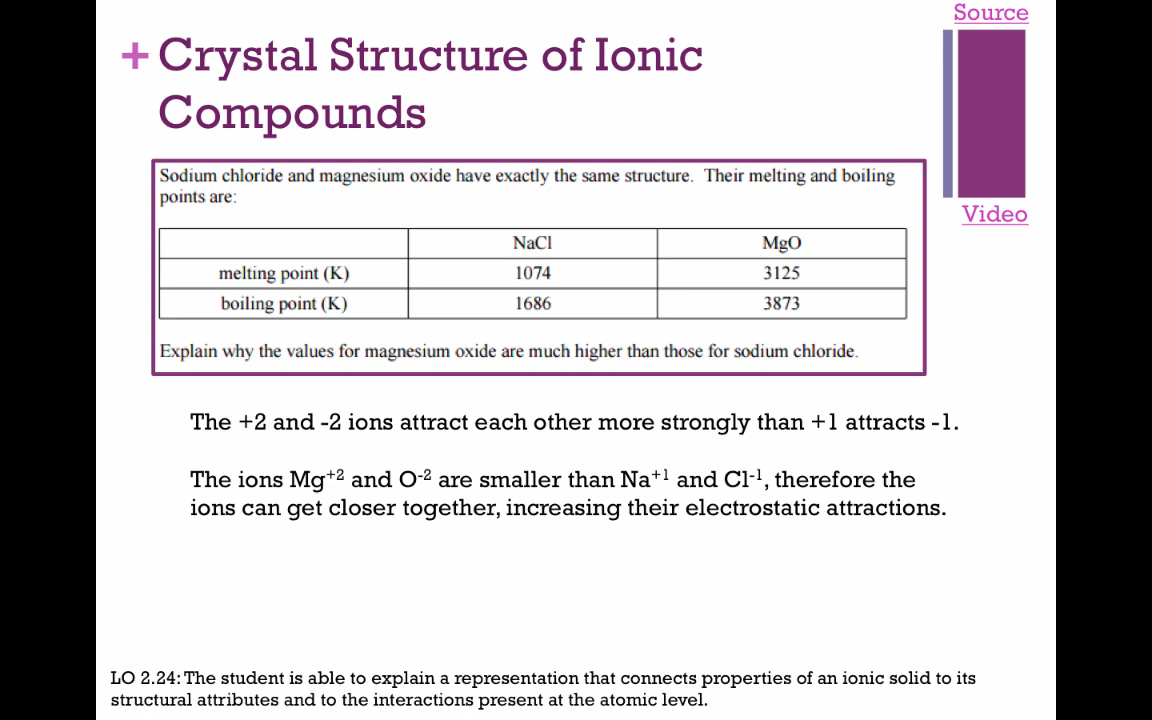 Source
+ Crystal Structure of Ionic
Compounds
Sodium chloride and magnesium oxide have exactly the same structure. Their melting and boiling
points are:
NaCl MgO
melting point (K) 1074 3125
boiling point (K) 1686 3873
Explain why the values for magnesium oxide are much higher than those for sodium chloride.
Video
The +2 and -2 ions attract each other more strongly than +1 attracts -1.
The ions Mg⁺² and O⁻² are smaller than Na⁺¹ and Cl⁻¹, therefore the
ions can get closer together, increasing their electrostatic attractions.
LO 2.24: The student is able to explain a representation that connects properties of an ionic solid to its
structural attributes and to the interactions present at the atomic level.